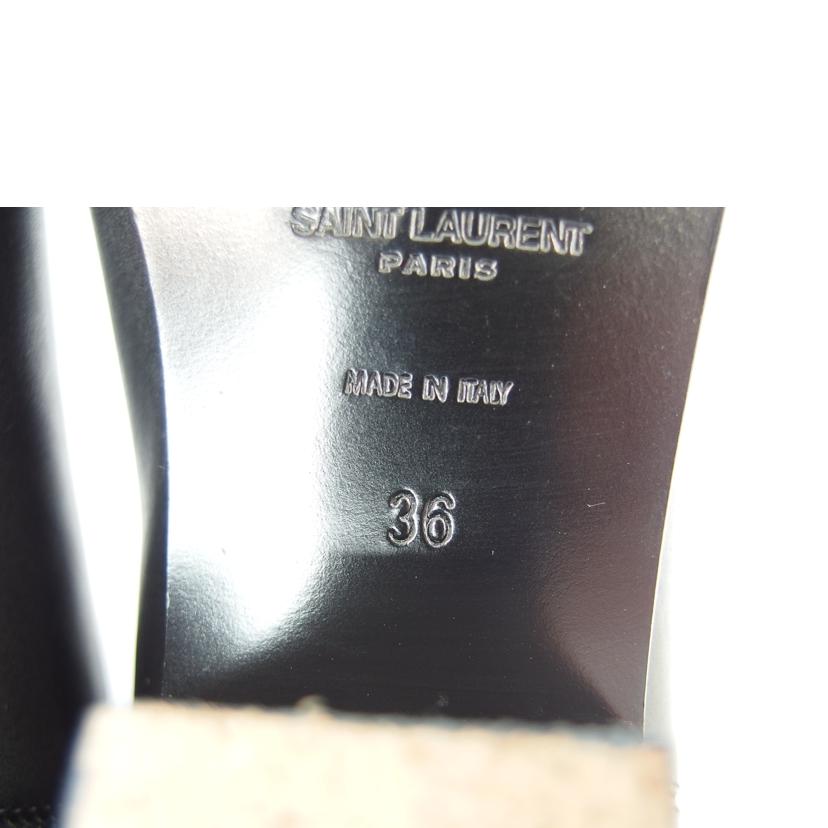 SAINT LAURENT
PARIS
MADE IN ITALY
36